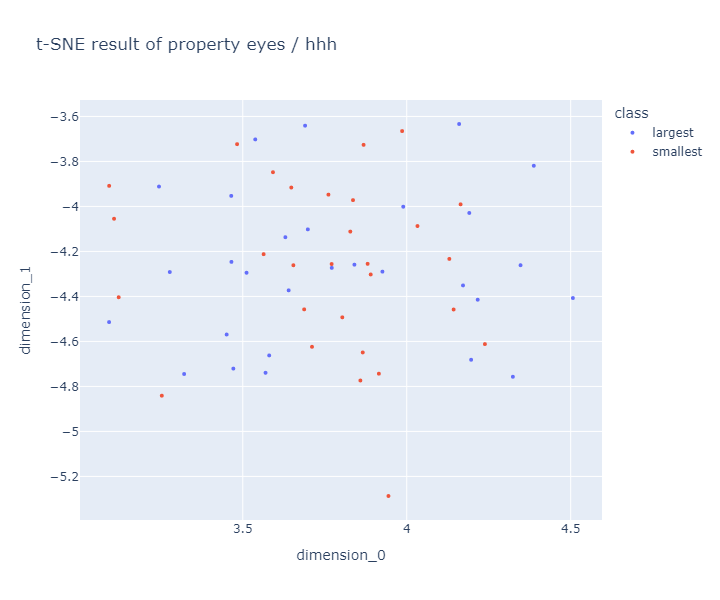 t-SNE result of property eyes / hhh
class
largest
smallest
−3.6
−3.8
−4
−4.2
−4.4
−4.6
−4.8
−5
−5.2
dimension_1
3.5
4
4.5
dimension_0